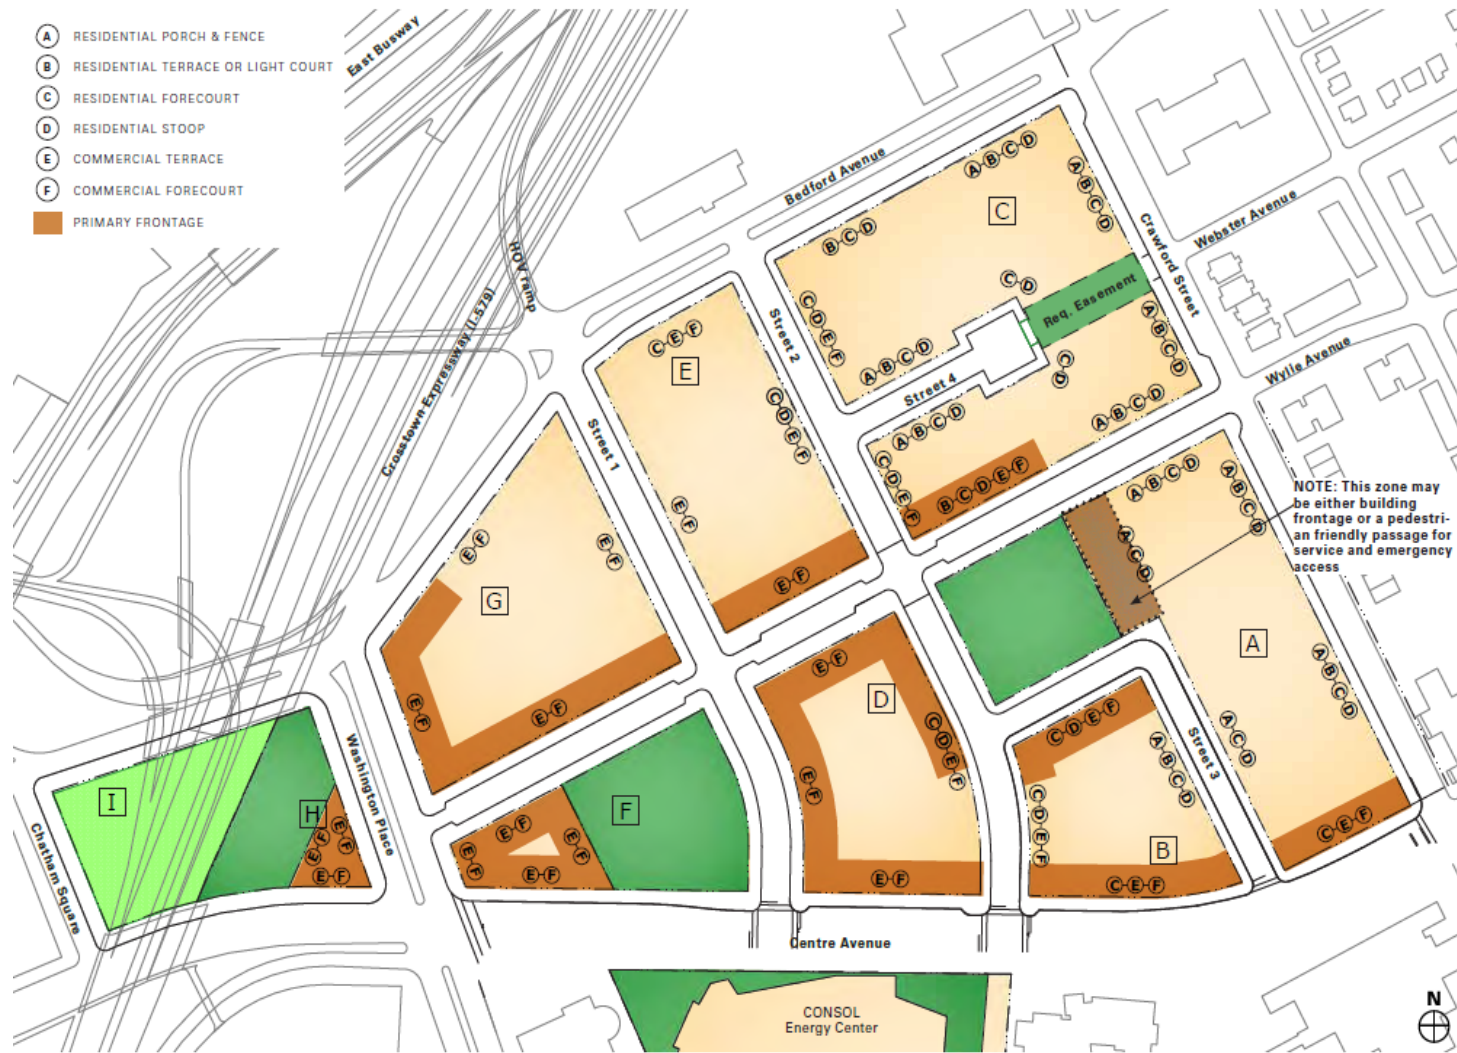 A RESIDENTIAL PORCH & FENCE
B RESIDENTIAL TERRACE OR LIGHT COURT
C RESIDENTIAL FORECOURT
D RESIDENTIAL STOOP
E COMMERCIAL TERRACE
F COMMERCIAL FORECOURT
PRIMARY FRONTAGE
East Busway
HOV ramp
Crosstown Expressway (I-579)
Bedford Avenue
Webster Avenue
Crawford Street
Wylie Avenue
Street 2
Street 4
Street 1
Street 3
Washington Place
Chatham Square
Centre Avenue
Req. Easement
A-B-C-D
A-B-C-D
B-C-D
C
C-D
C-D-E-F
A-B-C-D
A-B-C-D
C-D
A-B-C-D
A-B-C-D
C-D-E-F
B-C-D-E-F
C-E-F
E
C-D-E-F
E-F
E-F
E-F
E-F
G
E-F
E-F
A-B-C-D
A-B-C-D
A-C-D
NOTE: This zone may
be either building
frontage or a pedestri-
an friendly passage for
service and emergency
access
A
A-B-C-D
A-C-D
C-E-F
E-F
D
C-D-E-F
E-F
E-F
C-D-E-F
A-B-C-D
C-D-E-F
B
C-E-F
F
E-F
E-F
E-F
E-F
I
H
E-F
E-F
E-F
CONSOL
Energy Center
N